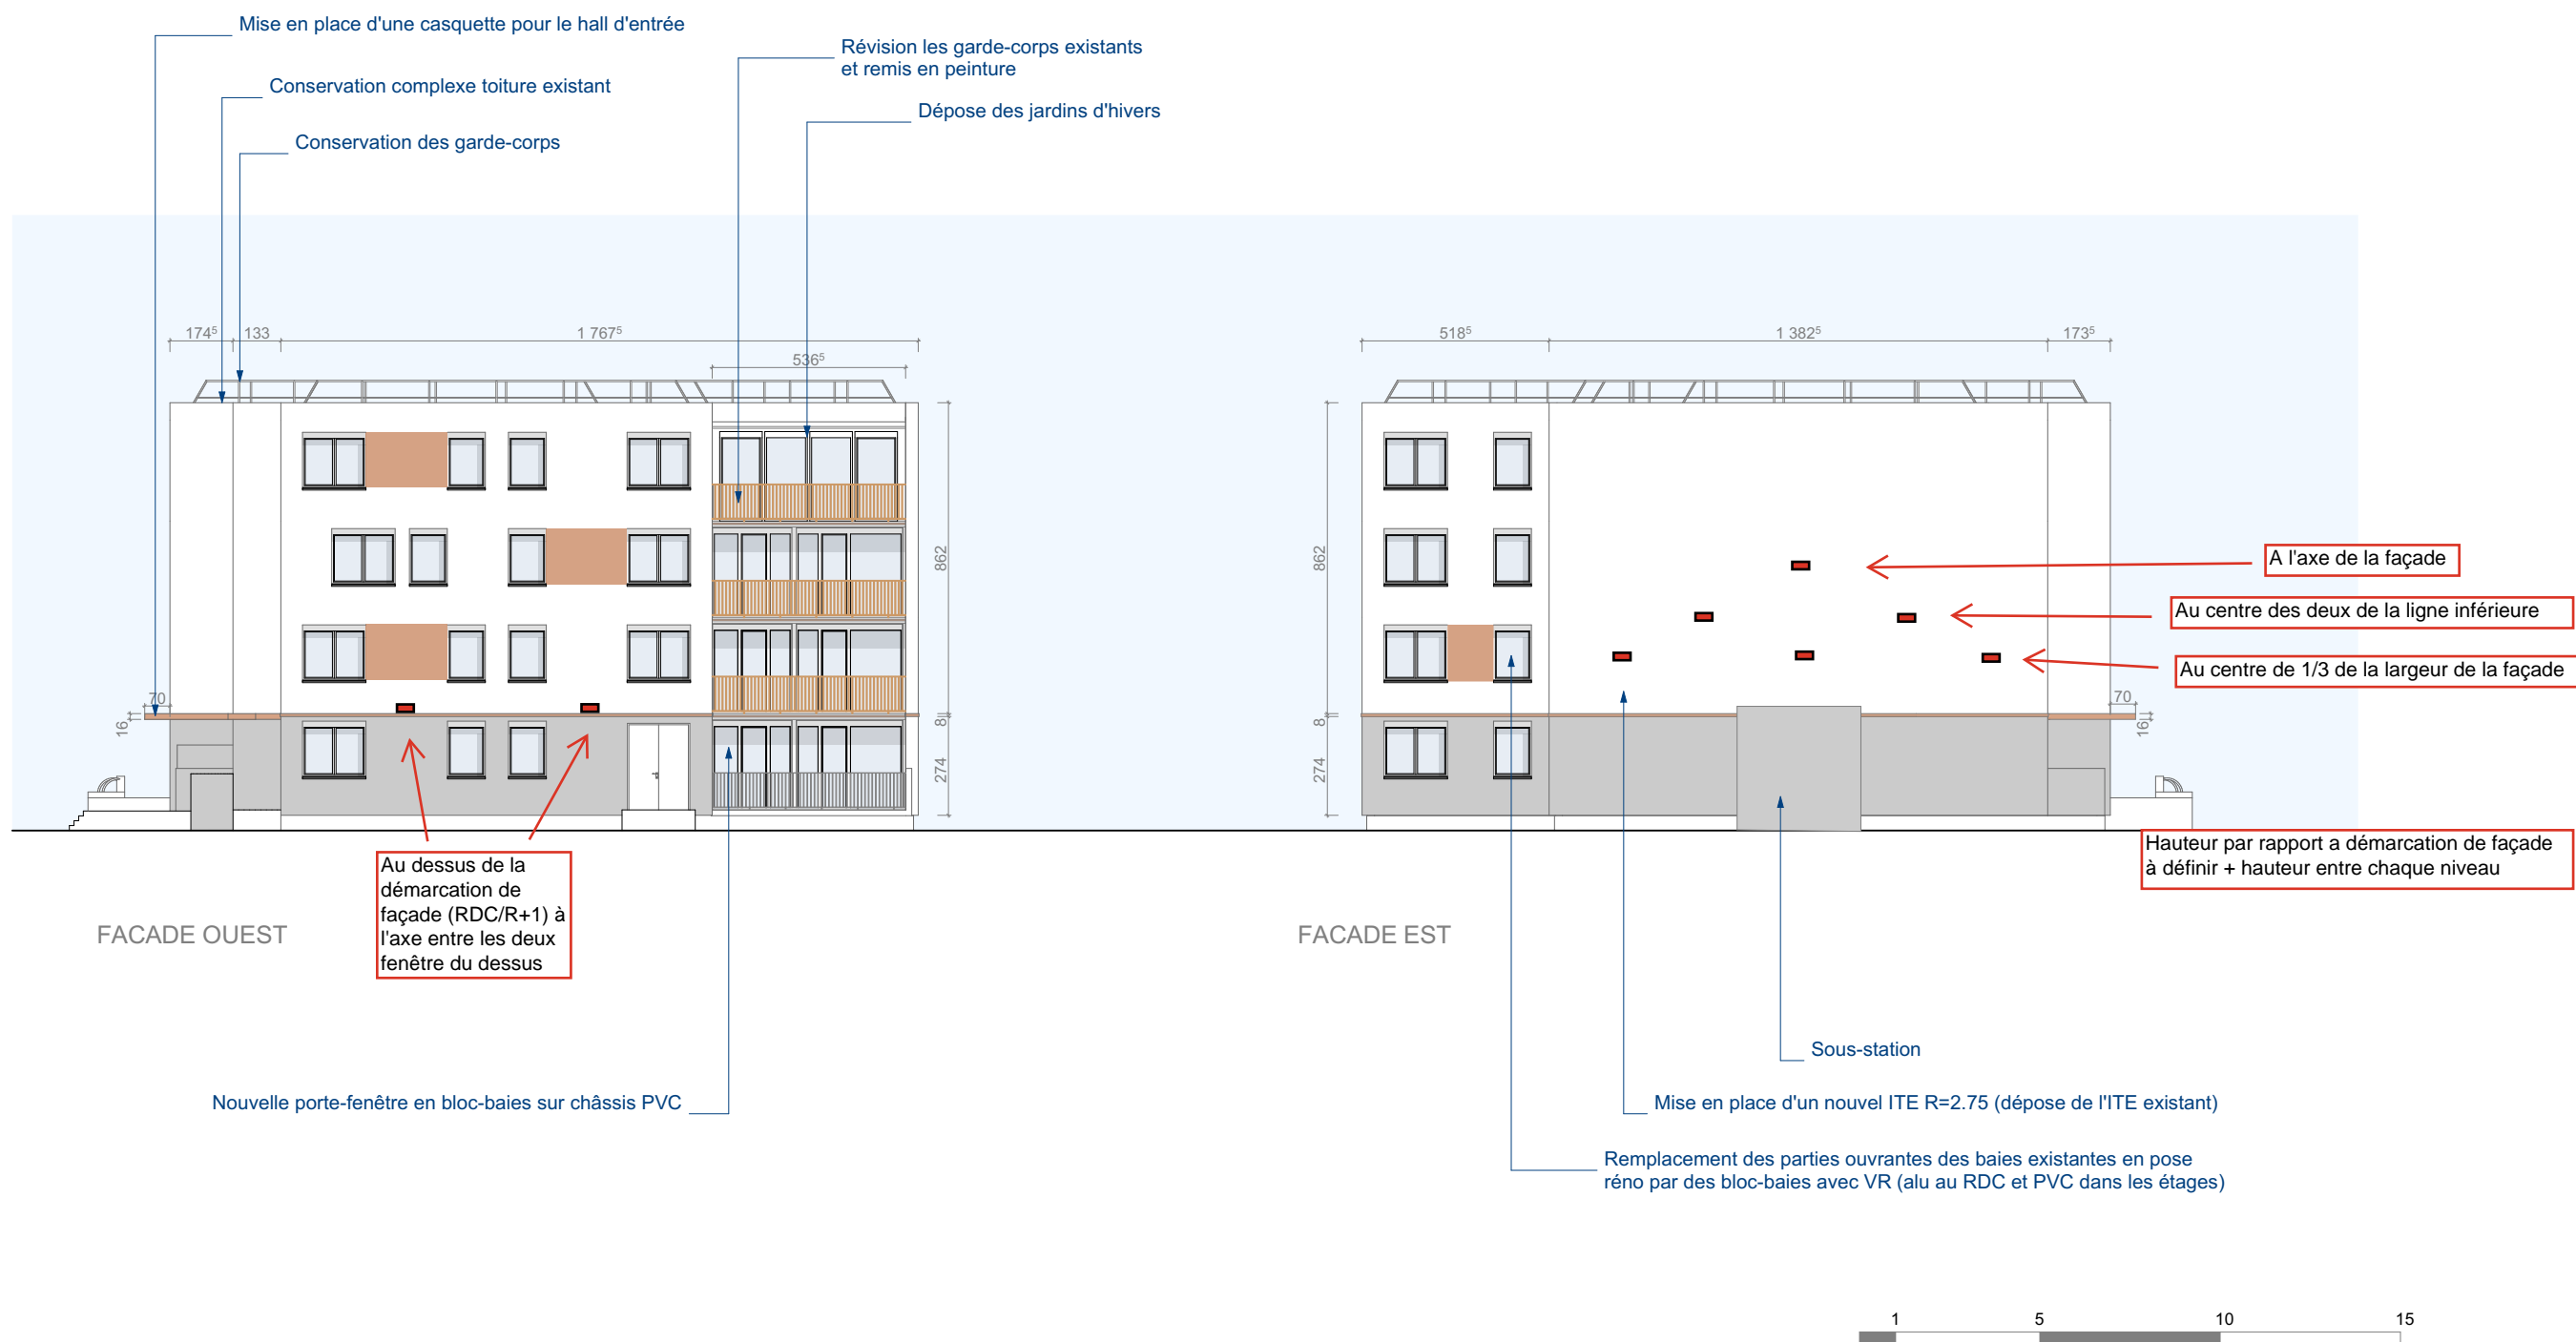 Mise en place d'une casquette pour le hall d'entrée
Révision les garde-corps existants
et remis en peinture
Conservation complexe toiture existant
Dépose des jardins d'hivers
Conservation des garde-corps
174⁵
133
1 767⁵
536⁵
518⁵
1 382⁵
173⁵
862
862
A l'axe de la façade
Au centre des deux de la ligne inférieure
Au centre de 1/3 de la largeur de la façade
70
16
8
274
8
274
70
16
Hauteur par rapport a démarcation de façade
à définir + hauteur entre chaque niveau
Au dessus de la
démarcation de
façade (RDC/R+1) à
l'axe entre les deux
fenêtre du dessus
FACADE OUEST
FACADE EST
Sous-station
Nouvelle porte-fenêtre en bloc-baies sur châssis PVC
Mise en place d'un nouvel ITE R=2.75 (dépose de l'ITE existant)
Remplacement des parties ouvrantes des baies existantes en pose
réno par des bloc-baies avec VR (alu au RDC et PVC dans les étages)
1 5 10 15